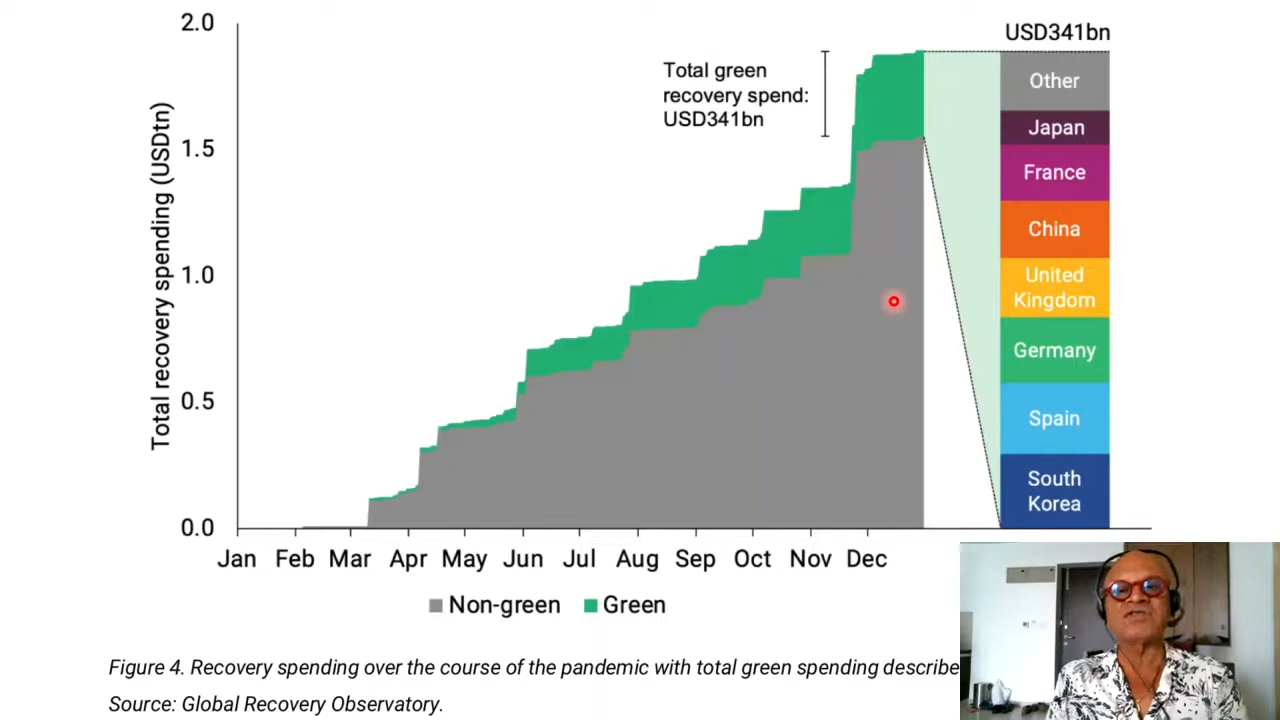 USD341bn
2.0
1.5
1.0
0.5
0.0
Total recovery spending (USDtn)
Total green
recovery spend:
USD341bn
Other
Japan
France
China
United
Kingdom
Germany
Spain
South
Korea
Jan Feb Mar Apr May Jun Jul Aug Sep Oct Nov Dec
Non-green Green
Figure 4. Recovery spending over the course of the pandemic with total green spending describe
Source: Global Recovery Observatory.